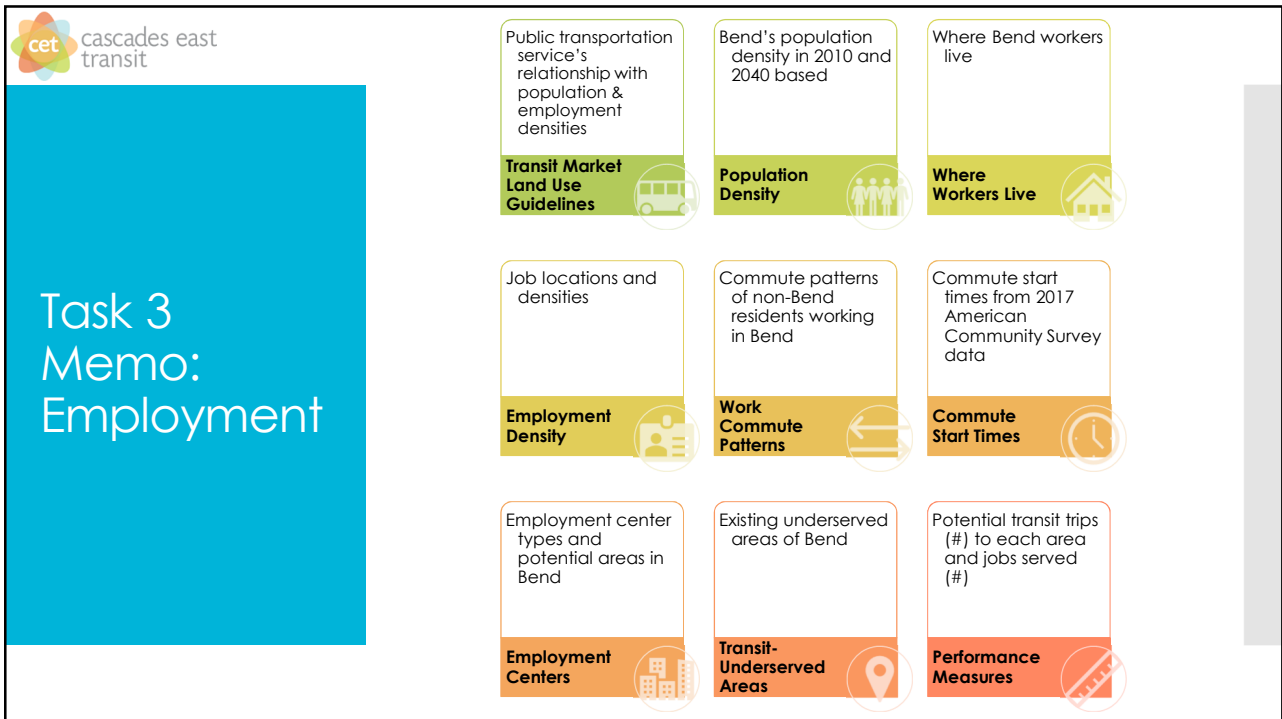 cet
cascades east
transit
Task 3
Memo:
Employment
Public transportation
service's
relationship with
population &
employment
densities
Transit Market
Land Use
Guidelines
Bend's population
density in 2010 and
2040 based
Population
Density
Where Bend workers
live
Where
Workers Live
Job locations and
densities
Employment
Density
Commute patterns
of non-Bend
residents working
in Bend
Work
Commute
Patterns
Commute start
times from 2017
American
Community Survey
data
Commute
Start Times
Employment center
types and
potential areas in
Bend
Employment
Centers
Existing underserved
areas of Bend
Transit-
Underserved
Areas
Potential transit trips
(#) to each area
and jobs served
(#)
Performance
Measures